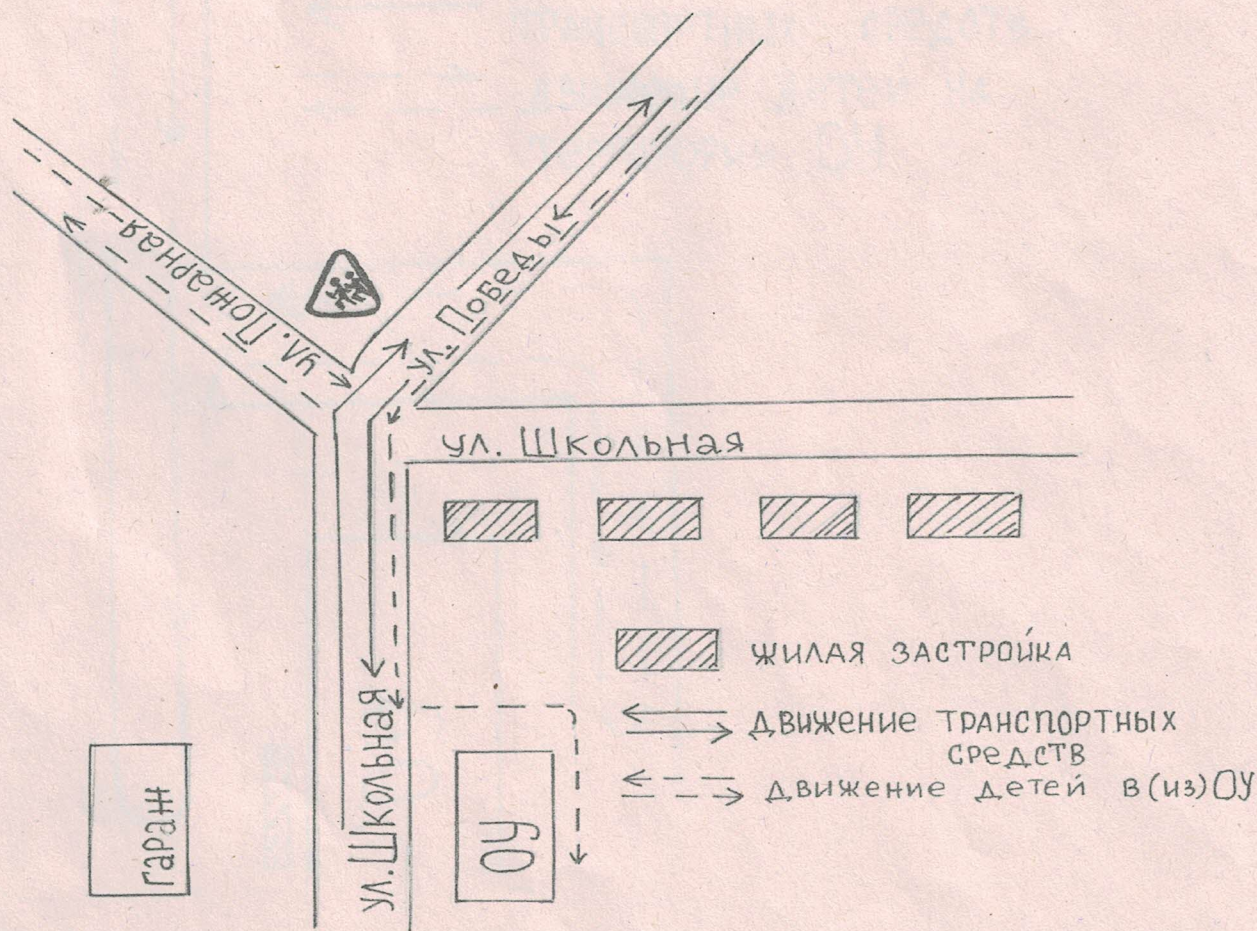 ул. Пожарная
ул. Победы
ул. Школьная
ЖИЛАЯ ЗАСТРОЙКА
ДВИЖЕНИЕ ТРАНСПОРТНЫХ
СРЕДСТВ
ДВИЖЕНИЕ ДЕТЕЙ В(ИЗ)ОУ
ул. Школьная
гараж
ОУ